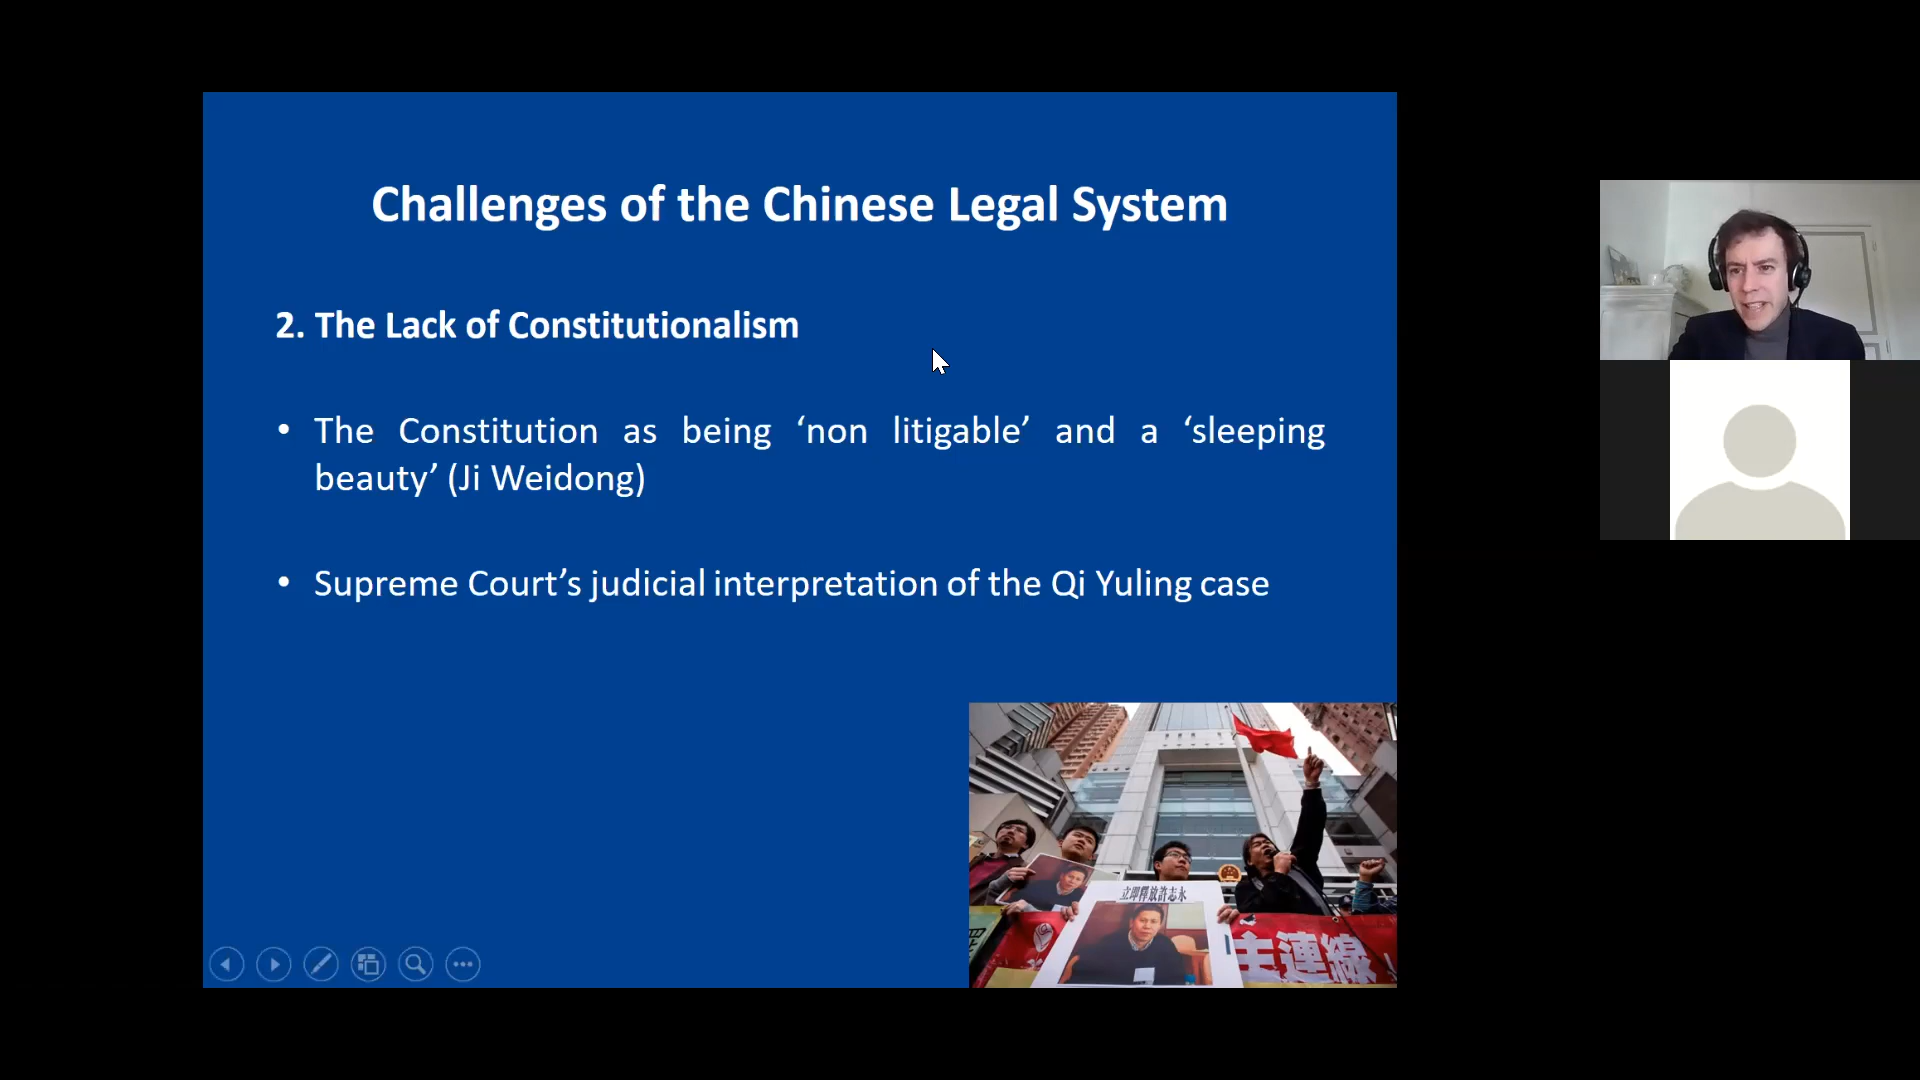 Challenges of the Chinese Legal System
2. The Lack of Constitutionalism
• The Constitution as being ‘non litigable’ and a ‘sleeping
beauty’ (Ji Weidong)
• Supreme Court’s judicial interpretation of the Qi Yuling case
立即釋放許志永
主連線